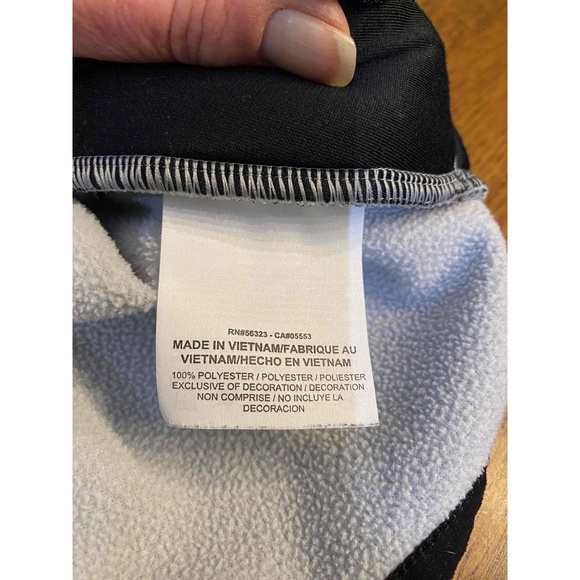 RN#56323 - CA#05553
MADE IN VIETNAM/FABRIQUE AU
VIETNAM/HECHO EN VIETNAM
100% POLYESTER / POLYESTER / POLIESTER
EXCLUSIVE OF DECORATION / DECORATION
NON COMPRISE / NO INCLUYE LA
DECORACION